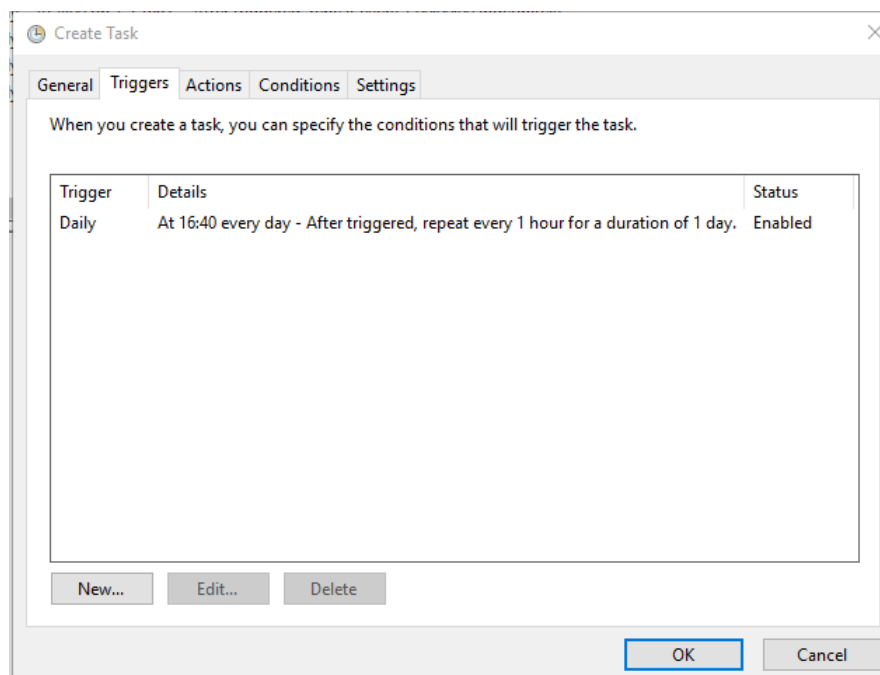 Create Task
General Triggers Actions Conditions Settings
When you create a task, you can specify the conditions that will trigger the task.
Trigger Details Status
Daily At 16:40 every day - After triggered, repeat every 1 hour for a duration of 1 day. Enabled
New... Edit... Delete
OK Cancel